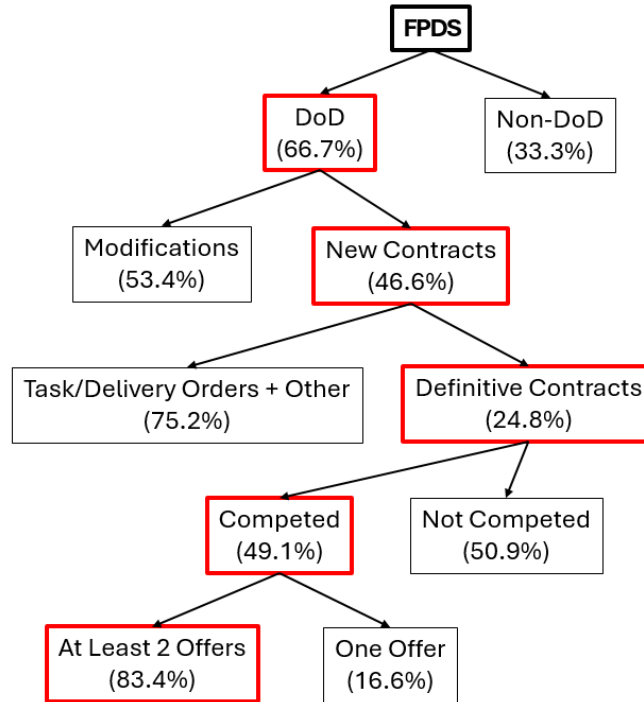 FPDS
DoD
(66.7%)
Non-DoD
(33.3%)
Modifications
(53.4%)
New Contracts
(46.6%)
Task/Delivery Orders + Other
(75.2%)
Definitive Contracts
(24.8%)
Competed
(49.1%)
Not Competed
(50.9%)
At Least 2 Offers
(83.4%)
One Offer
(16.6%)